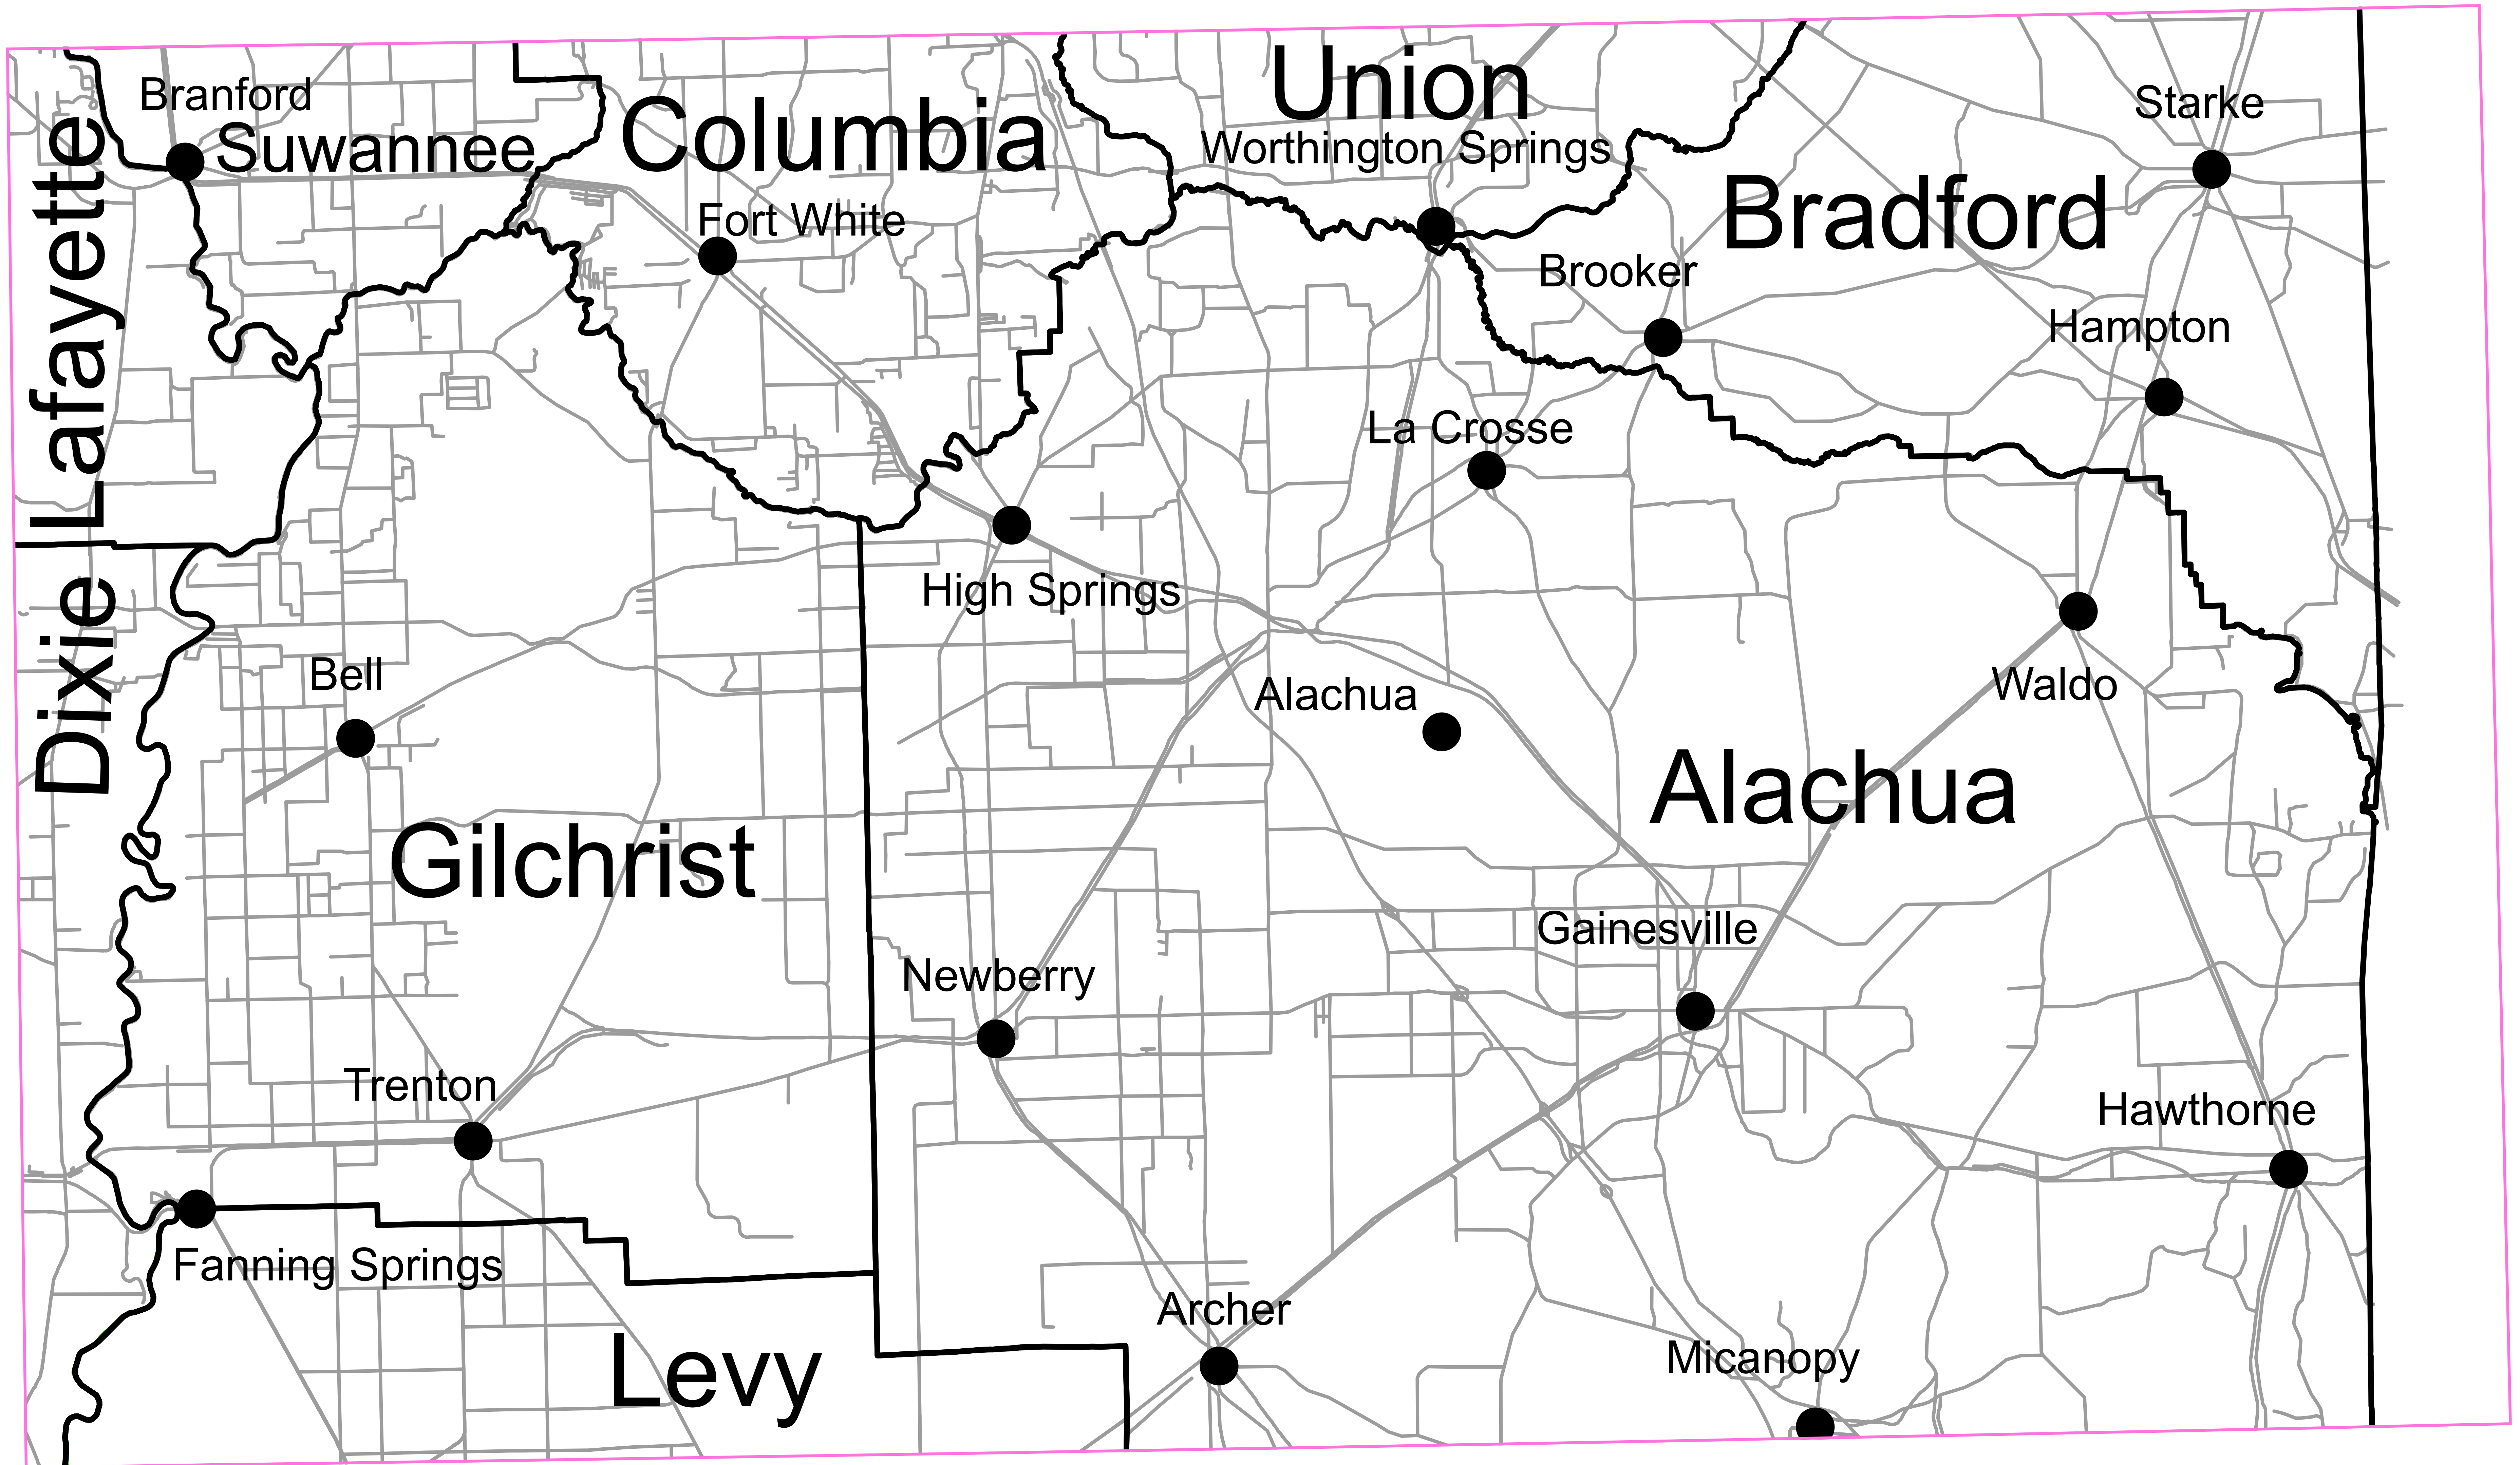 Union
Branford
Starke
Columbia
Suwannee
Worthington Springs
Bradford
Fort White
Lafayette
Brooker
Hampton
La Crosse
High Springs
Dixie
Bell
Alachua
Waldo
Alachua
Gilchrist
Gainesville
Newberry
Trenton
Hawthorne
Fanning Springs
Archer
Levy
Micanopy